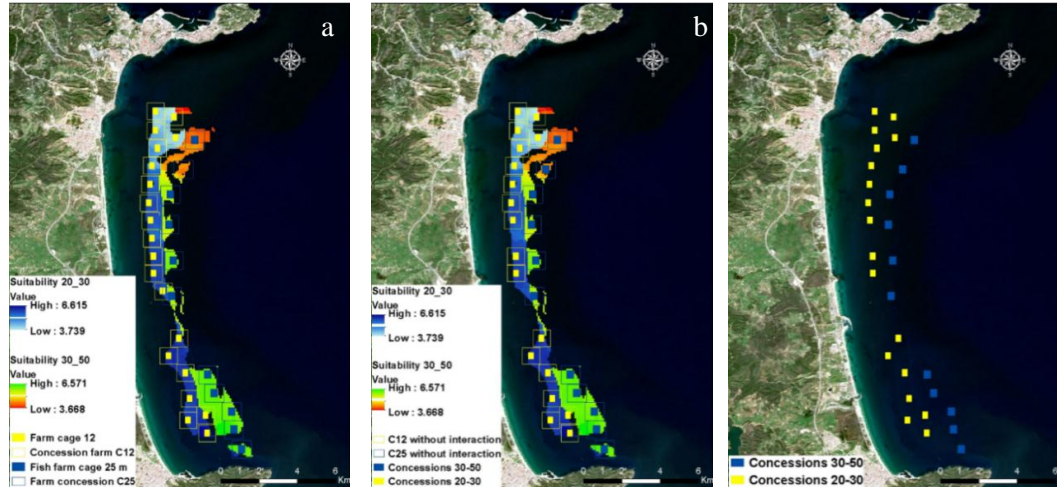 a
N
W E
S
Suitability 20_30
Value
High : 6.615
Low : 3.739
Suitability 30_50
Value
High : 6.571
Low : 3.668
Farm cage 12
Concession farm C12
Fish farm cage 25 m
Farm concession C25
0 1 2 4 6
Km
b
N
W E
S
Suitability 20_30
Value
High : 6.615
Low : 3.739
Suitability 30_50
Value
High : 6.571
Low : 3.668
C12 without interaction
C25 without interaction
Concessions 30-50
Concessions 20-30
0 1 2 4 6
Km
N
W E
S
Concessions 30-50
Concessions 20-30
0 1 2 4 6
Km